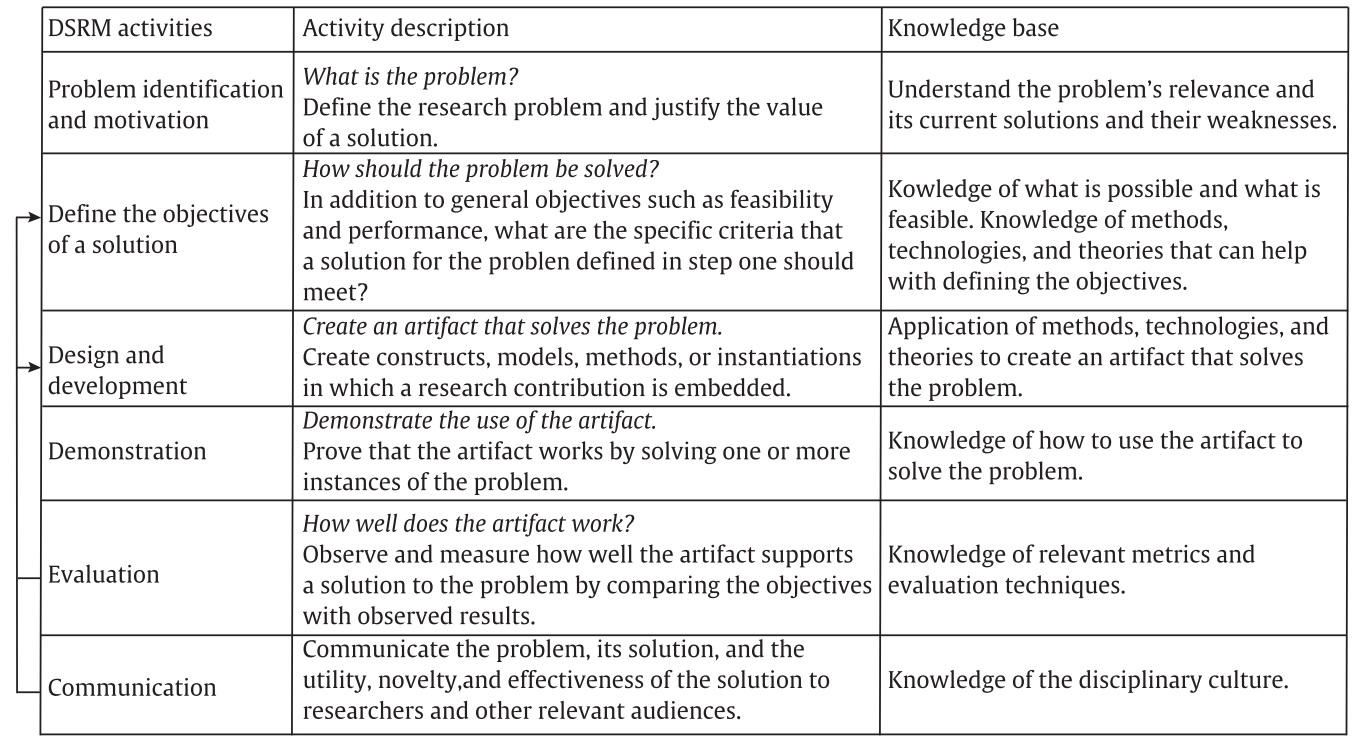 DSRM activities
Activity description
Knowledge base
Problem identification
and motivation
What is the problem?
Define the research problem and justify the value
of a solution.
Understand the problem's relevance and
its current solutions and their weaknesses.
Define the objectives
of a solution
How should the problem be solved?
In addition to general objectives such as feasibility
and performance, what are the specific criteria that
a solution for the problen defined in step one should
meet?
Kowledge of what is possible and what is
feasible. Knowledge of methods,
technologies, and theories that can help
with defining the objectives.
Design and
development
Create an artifact that solves the problem.
Create constructs, models, methods, or instantiations
in which a research contribution is embedded.
Application of methods, technologies, and
theories to create an artifact that solves
the problem.
Demonstration
Demonstrate the use of the artifact.
Prove that the artifact works by solving one or more
instances of the problem.
Knowledge of how to use the artifact to
solve the problem.
Evaluation
How well does the artifact work?
Observe and measure how well the artifact supports
a solution to the problem by comparing the objectives
with observed results.
Knowledge of relevant metrics and
evaluation techniques.
Communication
Communicate the problem, its solution, and the
utility, novelty,and effectiveness of the solution to
researchers and other relevant audiences.
Knowledge of the disciplinary culture.